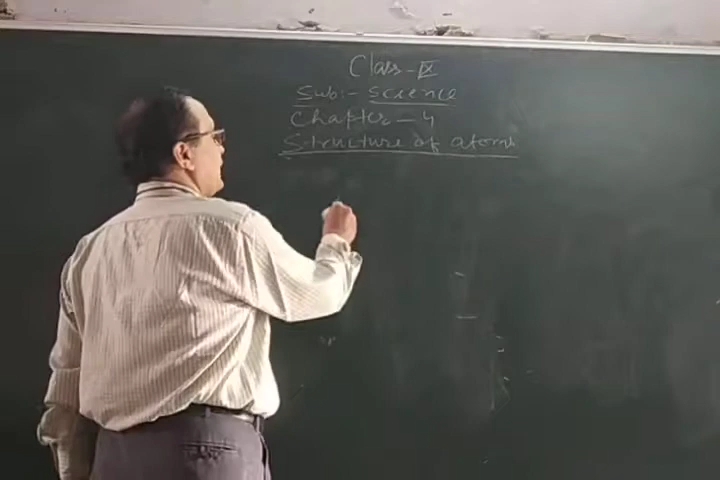 Class - IX
Sub:- Science
Chapter - 4
Structure of atom